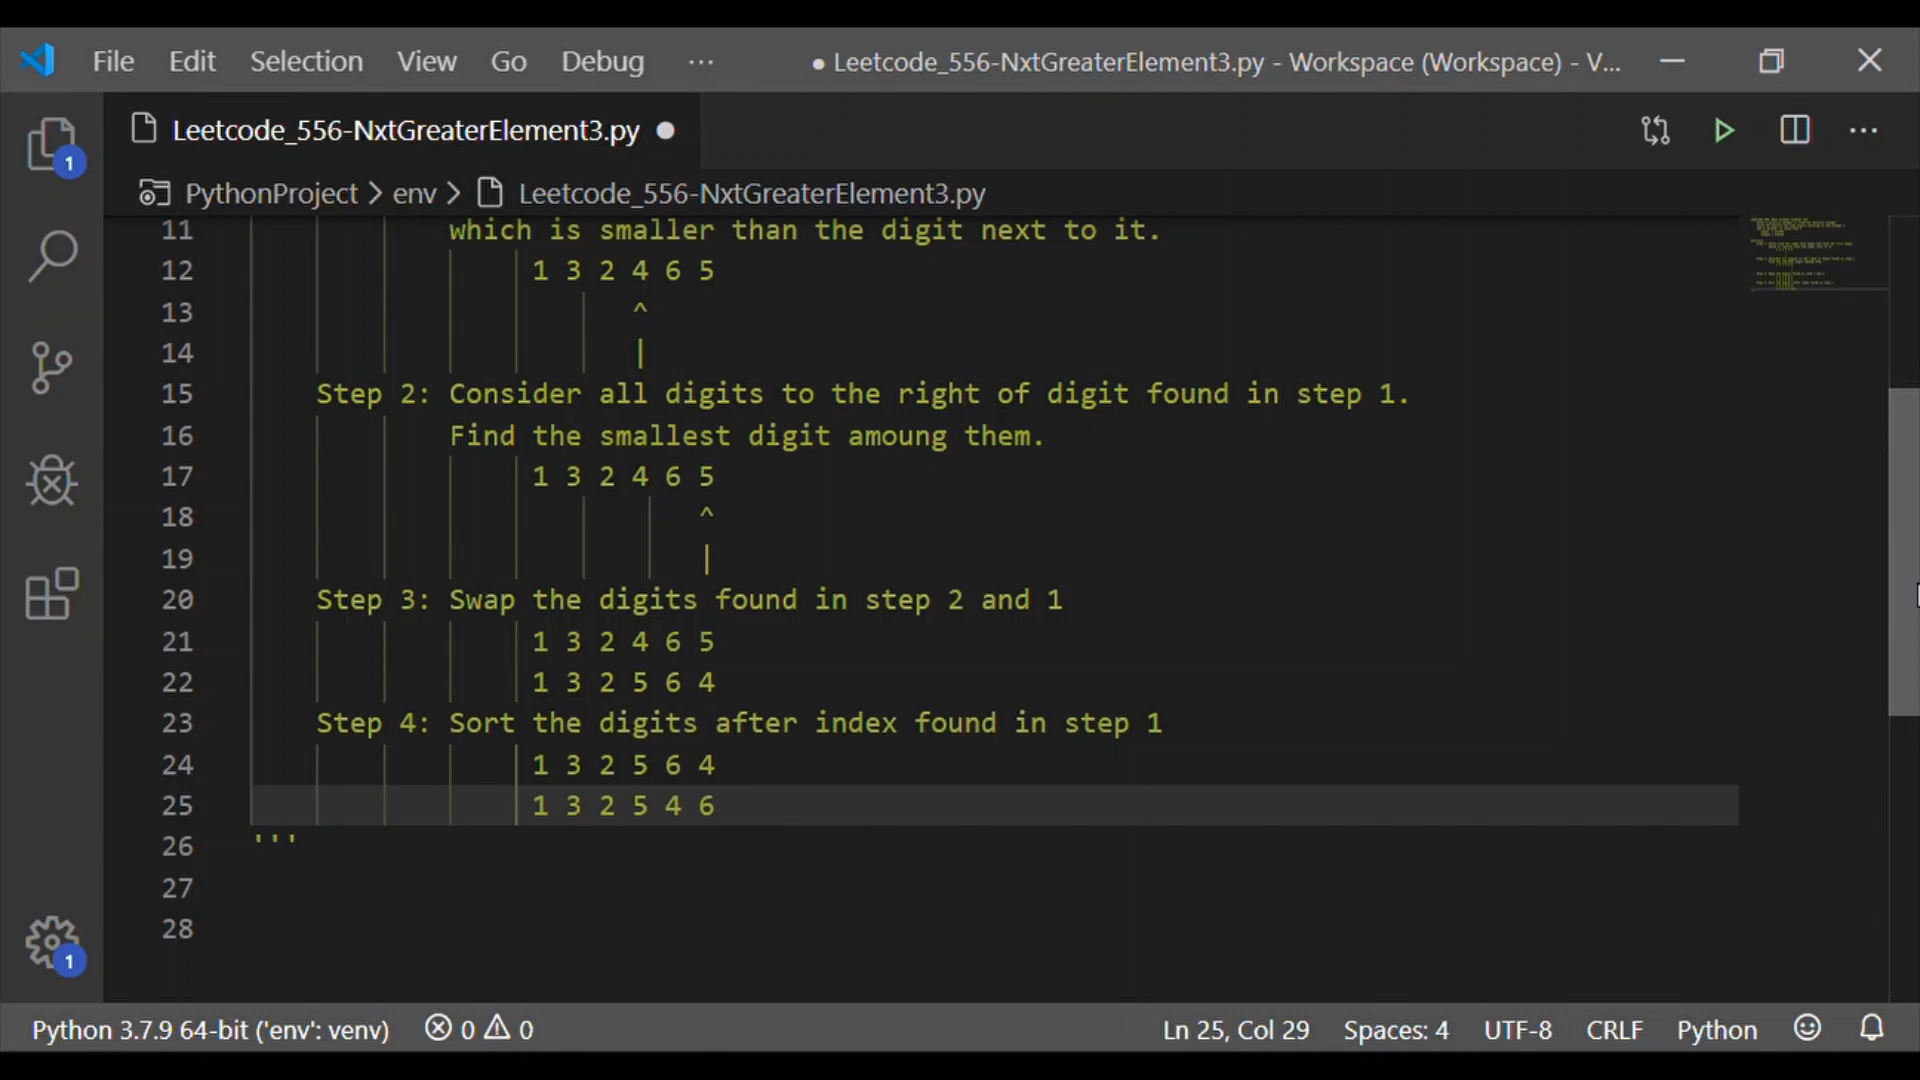 File Edit Selection View Go Debug ··· ● Leetcode_556-NxtGreaterElement3.py - Workspace (Workspace) - V...
Leetcode_556-NxtGreaterElement3.py ●
PythonProject > env > Leetcode_556-NxtGreaterElement3.py
11 which is smaller than the digit next to it.
12 1 3 2 4 6 5
13 ^
14 |
15 Step 2: Consider all digits to the right of digit found in step 1.
16 Find the smallest digit amoung them.
17 1 3 2 4 6 5
18 ^
19 |
20 Step 3: Swap the digits found in step 2 and 1
21 1 3 2 4 6 5
22 1 3 2 5 6 4
23 Step 4: Sort the digits after index found in step 1
24 1 3 2 5 6 4
25 1 3 2 5 4 6
26 '''
27
28
1
1
Python 3.7.9 64-bit ('env': venv) 0 0 Ln 25, Col 29 Spaces: 4 UTF-8 CRLF Python